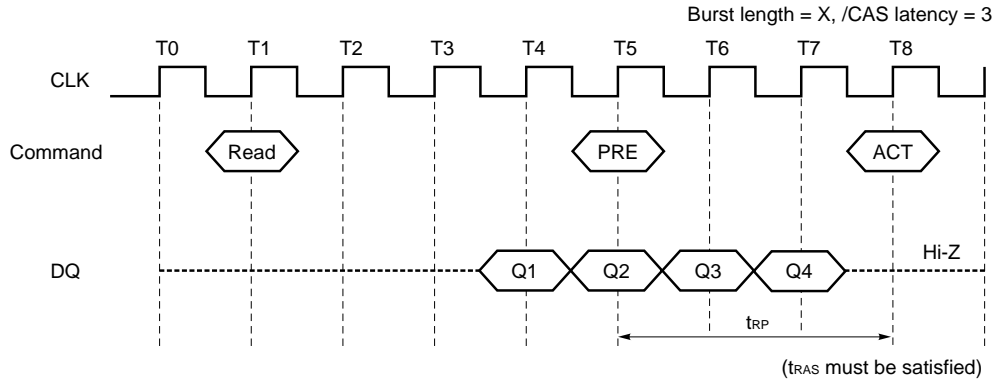 Burst length = X, /CAS latency = 3
T0 T1 T2 T3 T4 T5 T6 T7 T8
CLK
Command Read PRE ACT
Hi-Z
DQ Q1 Q2 Q3 Q4
tRP
(tRAS must be satisfied)